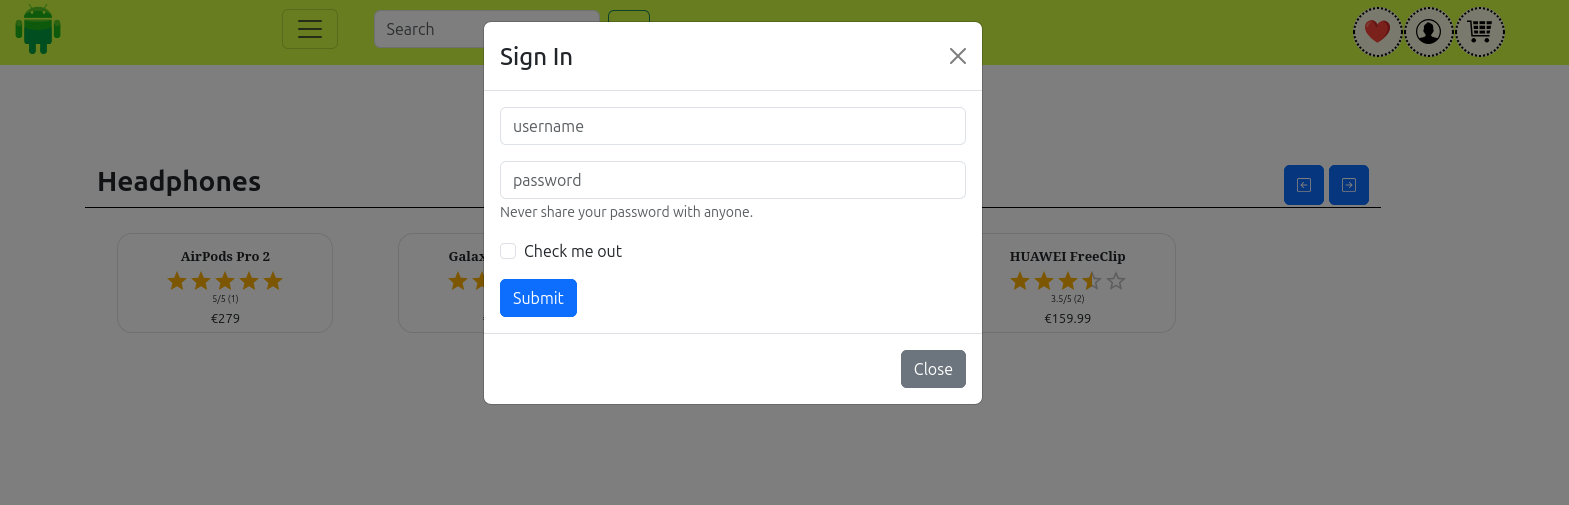 Search
Sign In
username
password
Never share your password with anyone.
Check me out
Submit
Close
Headphones
AirPods Pro 2
5/5 (1)
€279
HUAWEI FreeClip
3.5/5 (2)
€159.99